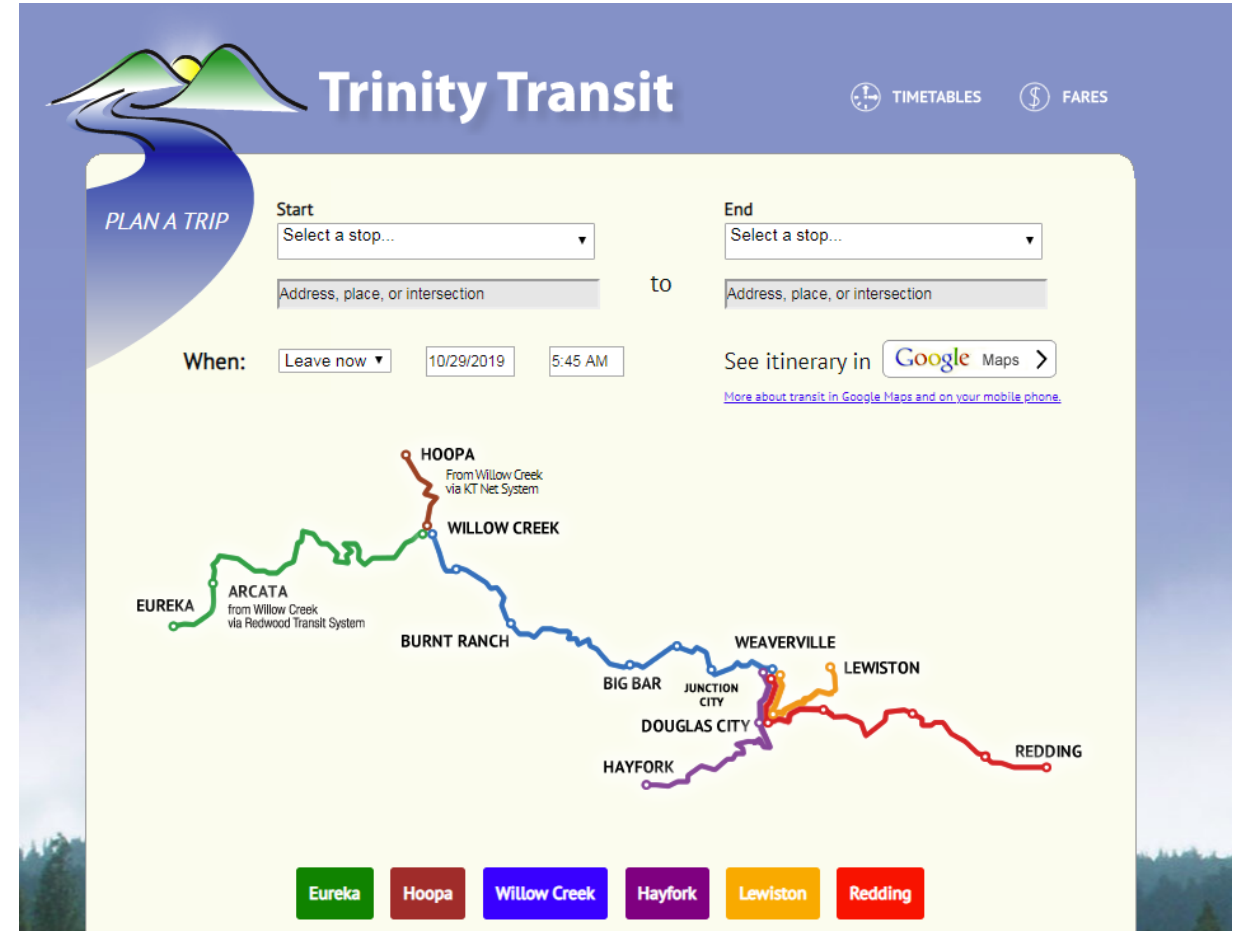 Trinity Transit
TIMETABLES
FARES
PLAN A TRIP
Start
Select a stop...
Address, place, or intersection
to
End
Select a stop...
Address, place, or intersection
When:
Leave now
10/29/2019
5:45 AM
See itinerary in Google Maps
More about transit in Google Maps and on your mobile phone.
HOOPA
From Willow Creek
via KT Net System
WILLOW CREEK
EUREKA
ARCATA
from Willow Creek
via Redwood Transit System
BURNT RANCH
WEAVERVILLE
LEWISTON
BIG BAR
JUNCTION
CITY
DOUGLAS CITY
HAYFORK
REDDING
Eureka
Hoopa
Willow Creek
Hayfork
Lewiston
Redding